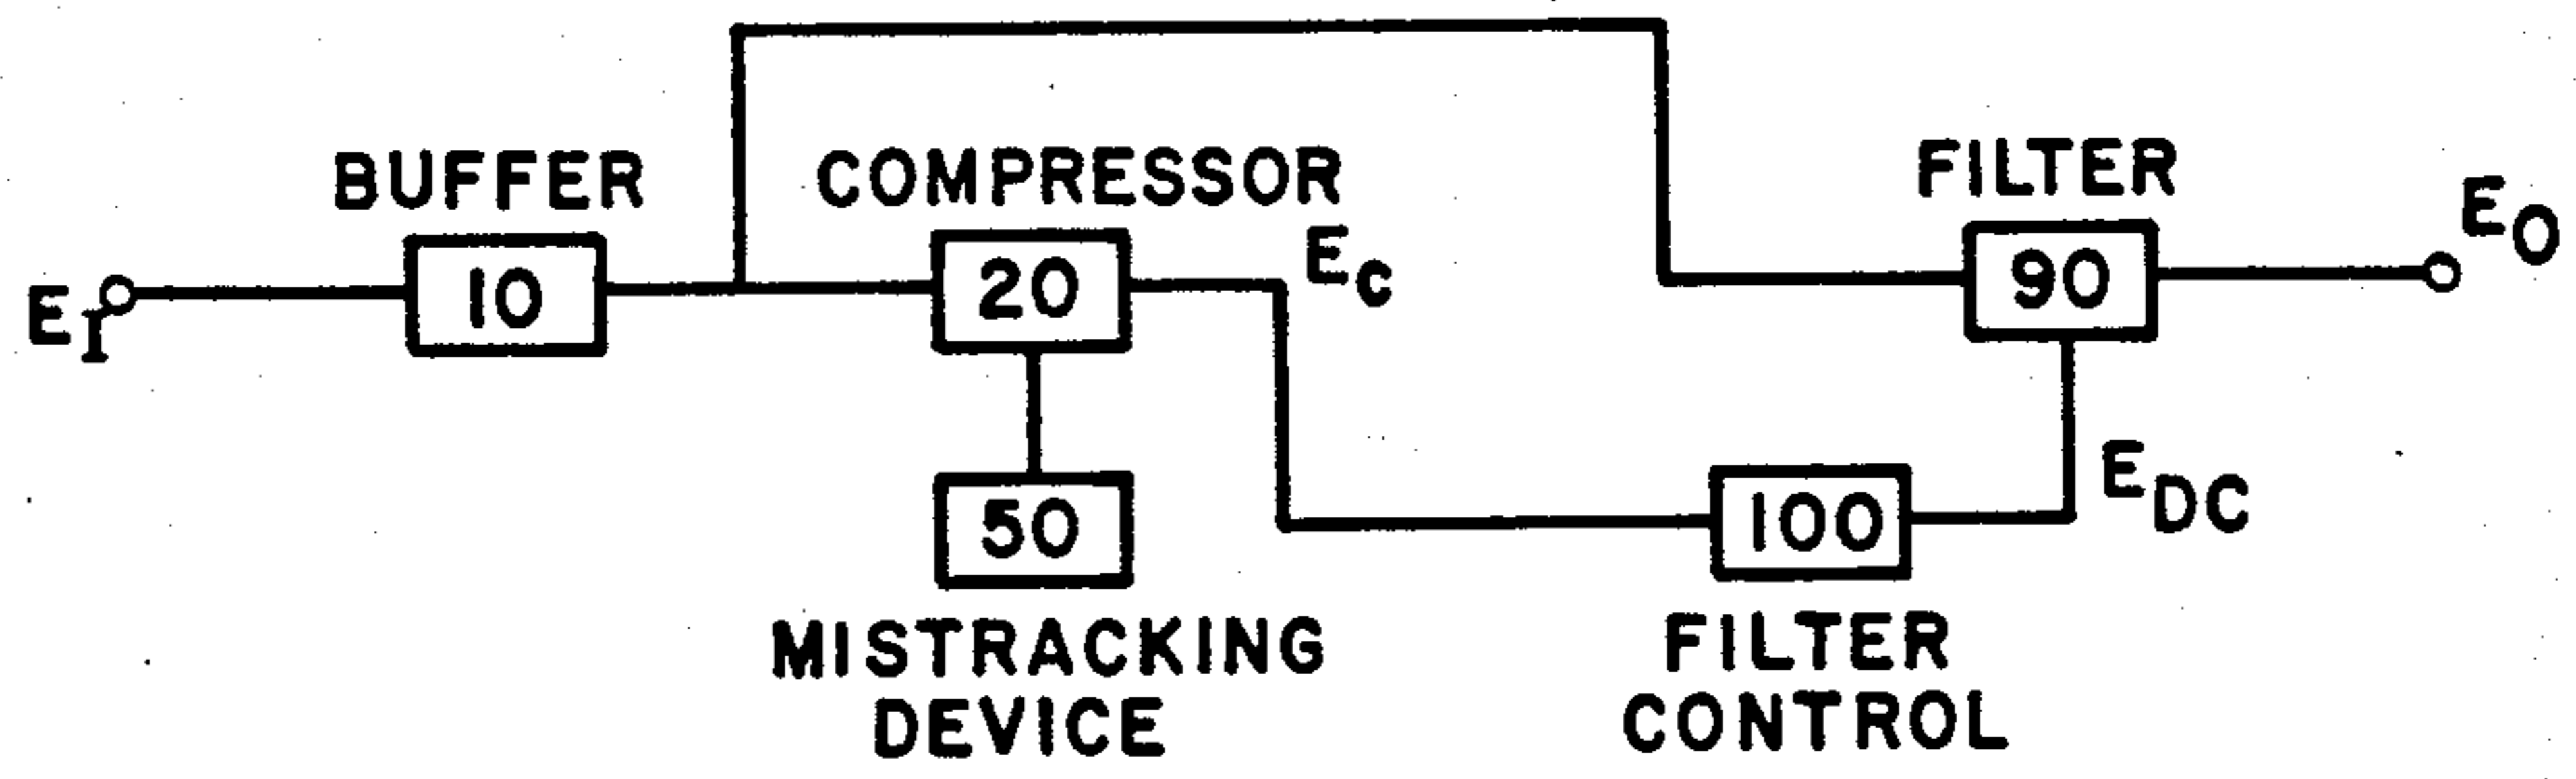 BUFFER
COMPRESSOR
FILTER
E_I
10
20
E_C
90
E_O
50
100
E_DC
MISTRACKING
DEVICE
FILTER
CONTROL